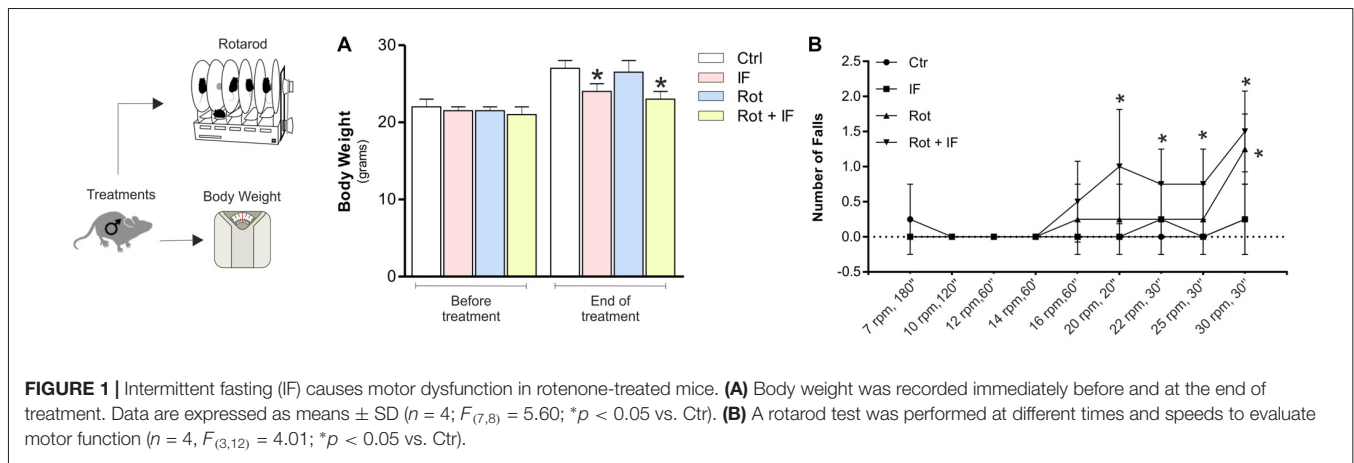 Rotarod
Treatments
Body Weight
A
30
20
10
0
Body Weight
(grams)
*
*
Before
treatment
End of
treatment
Ctrl
IF
Rot
Rot + IF
B
2.5
2.0
1.5
1.0
0.5
0.0
-0.5
Number of Falls
Ctr
IF
Rot
Rot + IF
*
*
*
*
*
7 rpm, 180"
10 rpm,120"
12 rpm,60"
14 rpm,60'
16 rpm,60"
20 rpm, 20"
22 rpm, 30"
25 rpm, 30"
30 rpm, 30"
FIGURE 1 | Intermittent fasting (IF) causes motor dysfunction in rotenone-treated mice. (A) Body weight was recorded immediately before and at the end of
treatment. Data are expressed as means ± SD (n = 4; F(7,8) = 5.60; *p < 0.05 vs. Ctr). (B) A rotarod test was performed at different times and speeds to evaluate
motor function (n = 4, F(3,12) = 4.01; *p < 0.05 vs. Ctr).